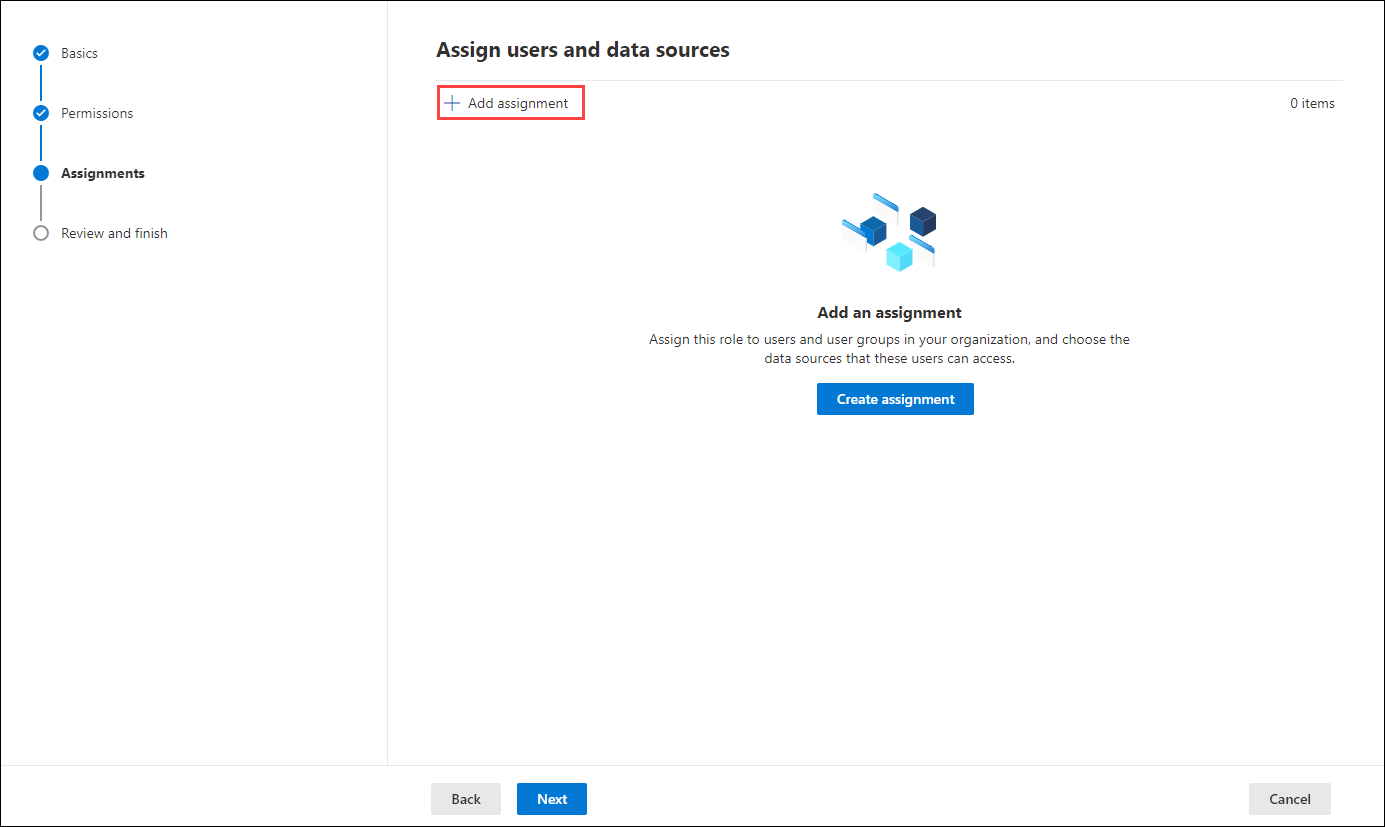 Basics
Permissions
Assignments
Review and finish
Assign users and data sources
Add assignment
0 items
Add an assignment
Assign this role to users and user groups in your organization, and choose the
data sources that these users can access.
Create assignment
Back
Next
Cancel